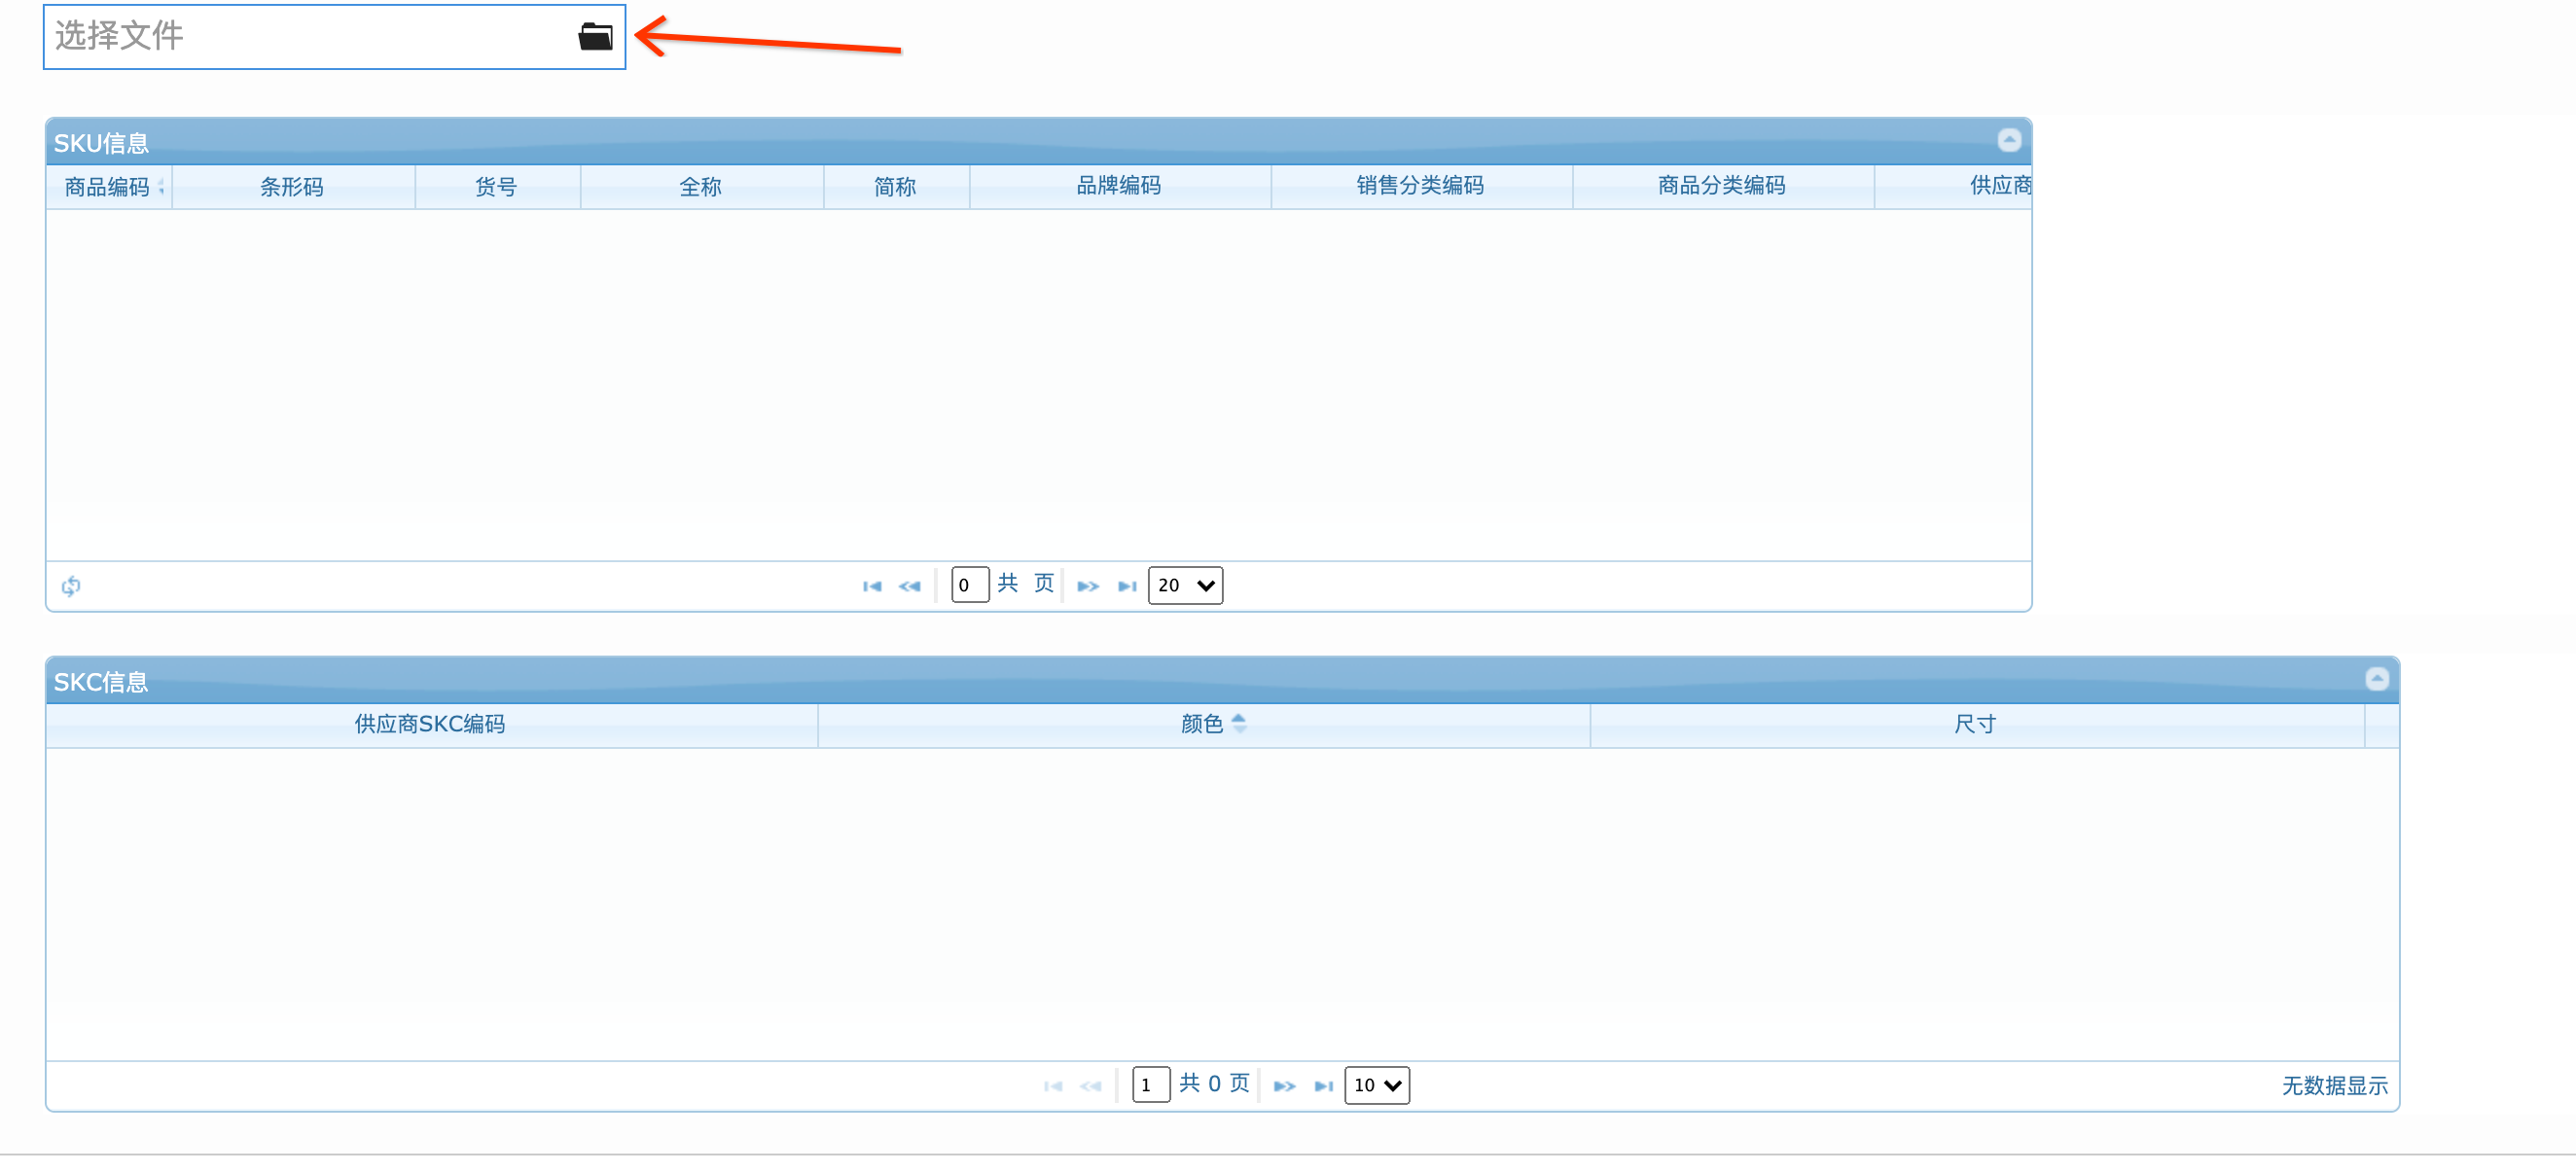 选择文件
SKU信息
商品编码 条形码 货号 全称 简称 品牌编码 销售分类编码 商品分类编码 供应商
0 共 页 20
SKC信息
供应商SKC编码 颜色 尺寸
1 共 0 页 10 无数据显示